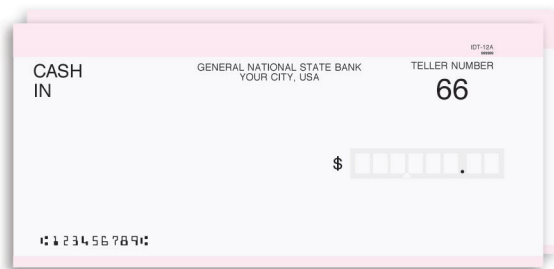 IDT-12A
CASH
IN
GENERAL NATIONAL STATE BANK
YOUR CITY, USA
TELLER NUMBER
66
$ .
⑆123456789⑆